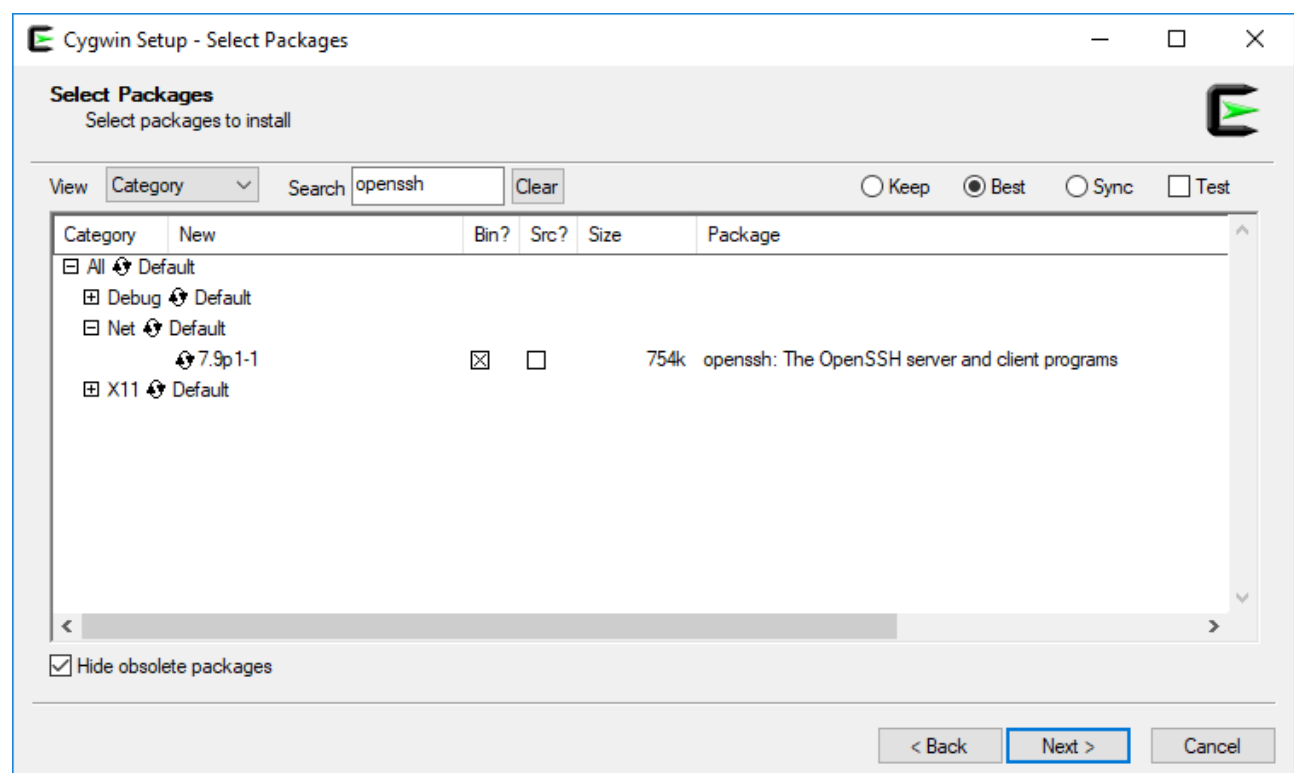 Cygwin Setup - Select Packages
Select Packages
Select packages to install
View Category Search openssh Clear Keep Best Sync Test
Category New Bin? Src? Size Package
All Default
Debug Default
Net Default
7.9p1-1 754k openssh: The OpenSSH server and client programs
X11 Default
Hide obsolete packages
< Back Next > Cancel